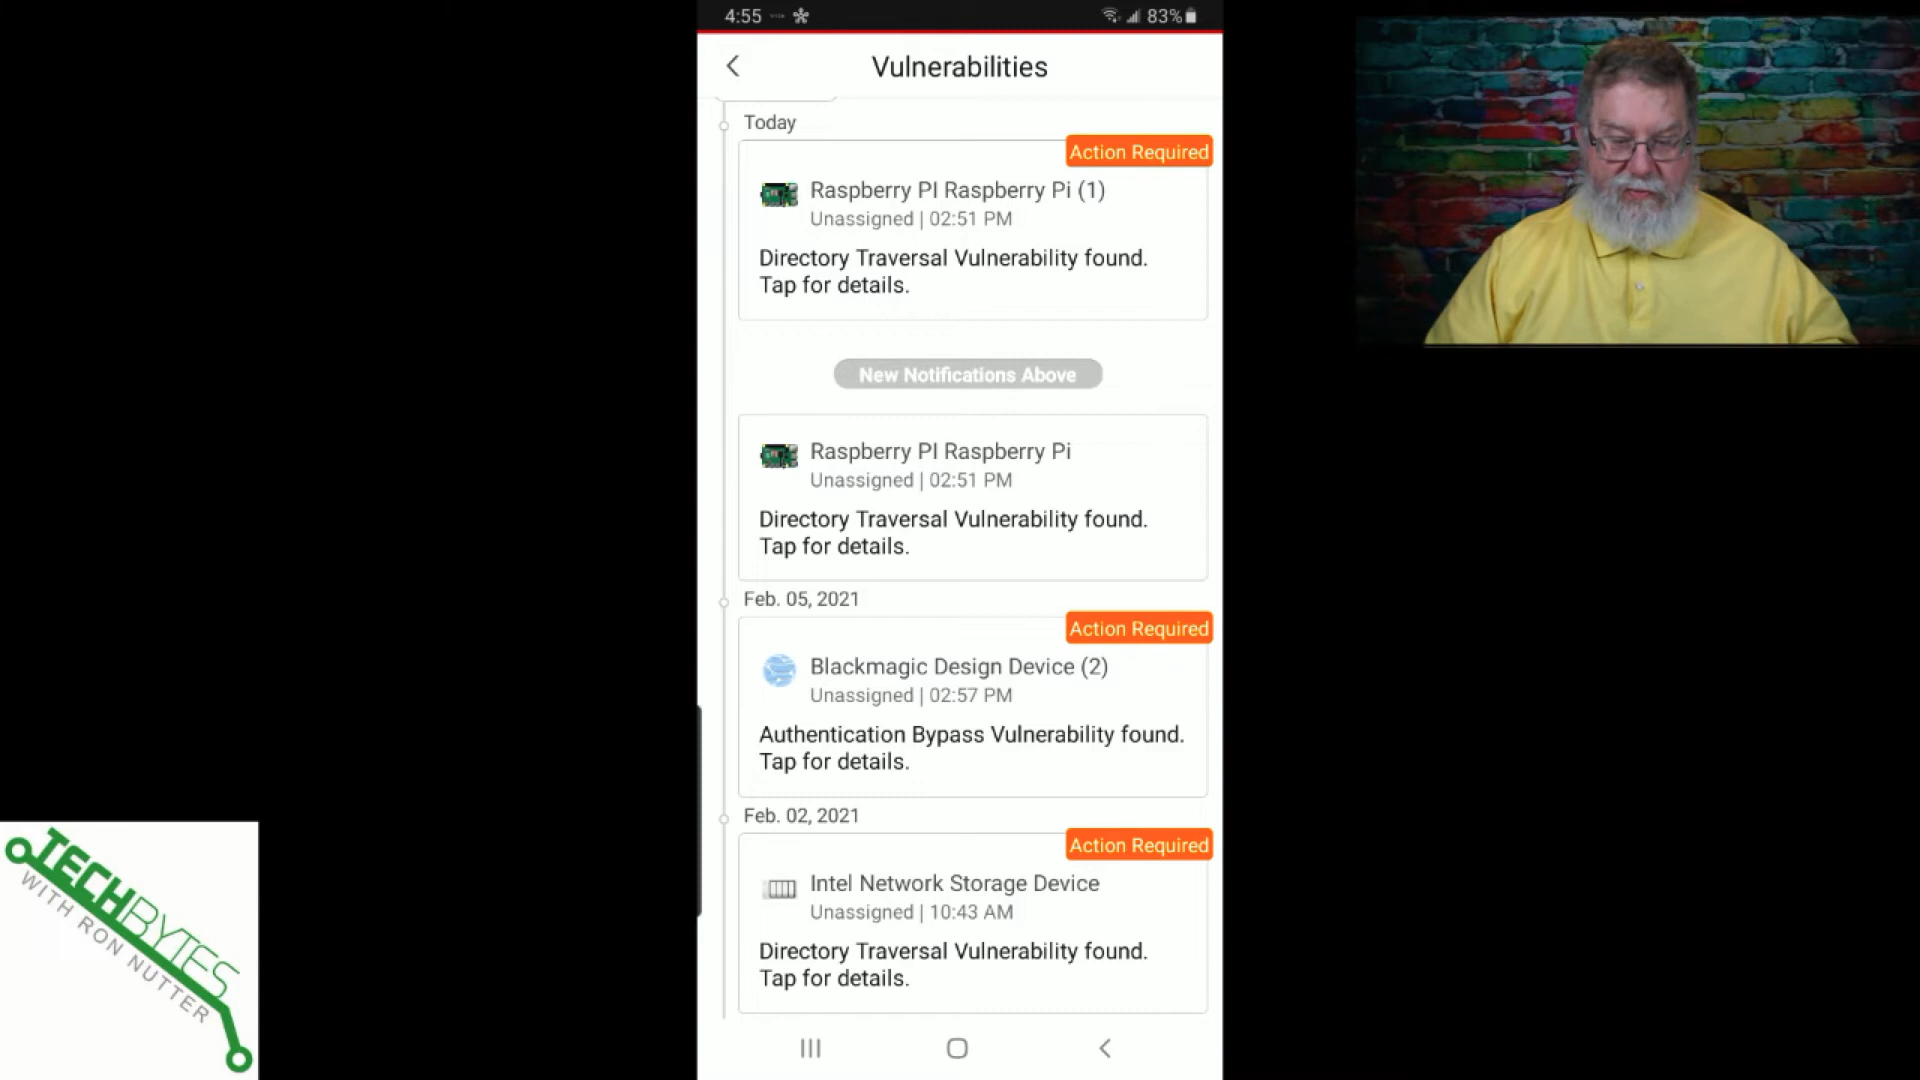 4:55
83%
Vulnerabilities
Today
Action Required
Raspberry PI Raspberry Pi (1)
Unassigned | 02:51 PM
Directory Traversal Vulnerability found.
Tap for details.
New Notifications Above
Raspberry PI Raspberry Pi
Unassigned | 02:51 PM
Directory Traversal Vulnerability found.
Tap for details.
Feb. 05, 2021
Action Required
Blackmagic Design Device (2)
Unassigned | 02:57 PM
Authentication Bypass Vulnerability found.
Tap for details.
Feb. 02, 2021
Action Required
Intel Network Storage Device
Unassigned | 10:43 AM
Directory Traversal Vulnerability found.
Tap for details.
TECHBYTES
WITH RON NUTTER